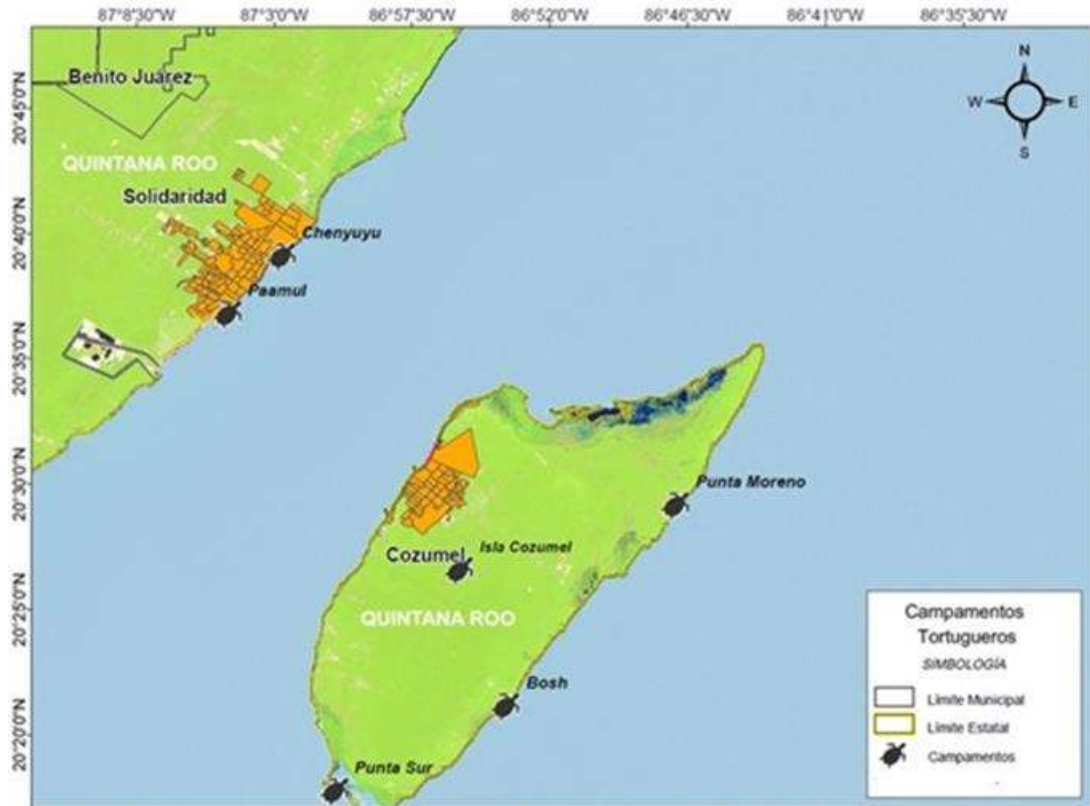 87°8'30"W 87°3'0"W 86°57'30"W 86°52'0"W 86°46'30"W 86°41'0"W 86°35'30"W
N
W E
S
20°45'0"N
20°40'0"N
20°35'0"N
20°30'0"N
20°25'0"N
20°20'0"N
Benito Juárez
QUINTANA ROO
Solidaridad
Chenyuyu
Paamul
Punta Moreno
Isla Cozumel
Cozumel
QUINTANA ROO
Bosh
Punta Sur
Campamentos
Tortugueros
SIMBOLOGÍA
Límite Municipal
Límite Estatal
Campamentos